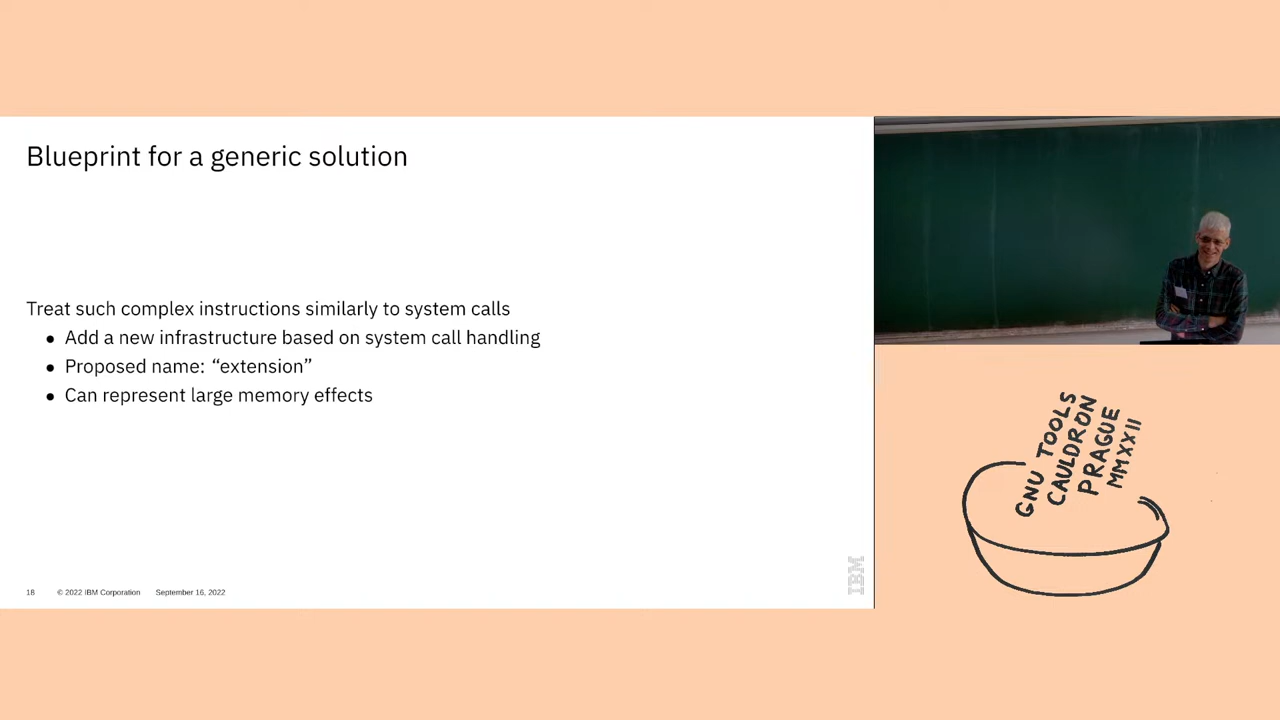 Blueprint for a generic solution
Treat such complex instructions similarly to system calls
● Add a new infrastructure based on system call handling
● Proposed name: “extension”
● Can represent large memory effects
18 © 2022 IBM Corporation September 16, 2022
IBM
GNU TOOLS
CAULDRON
PRAGUE
MMXXII